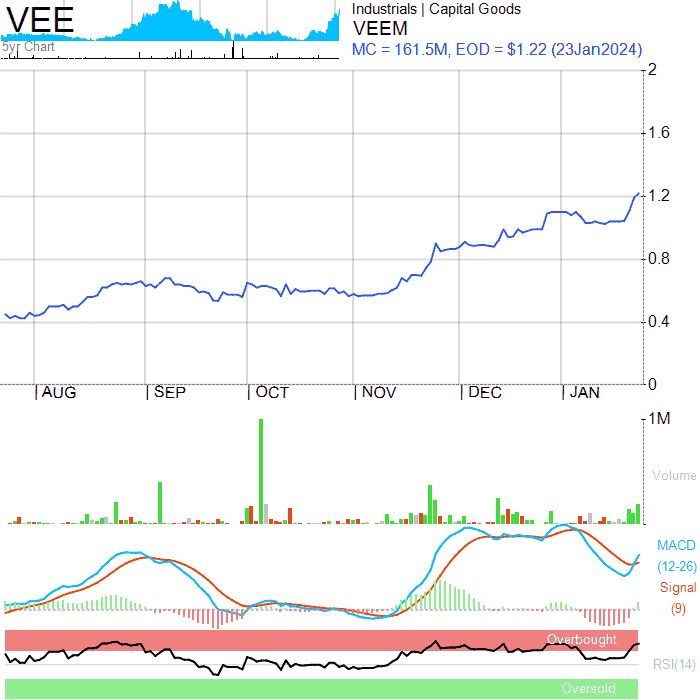 VEE
5yr Chart
Industrials | Capital Goods
VEEM
MC = 161.5M, EOD = $1.22 (23Jan2024)
2
1.6
1.2
0.8
0.4
0
AUG SEP OCT NOV DEC JAN
1M
Volume
MACD
(12-26)
Signal
(9)
Overbought
RSI(14)
Oversold